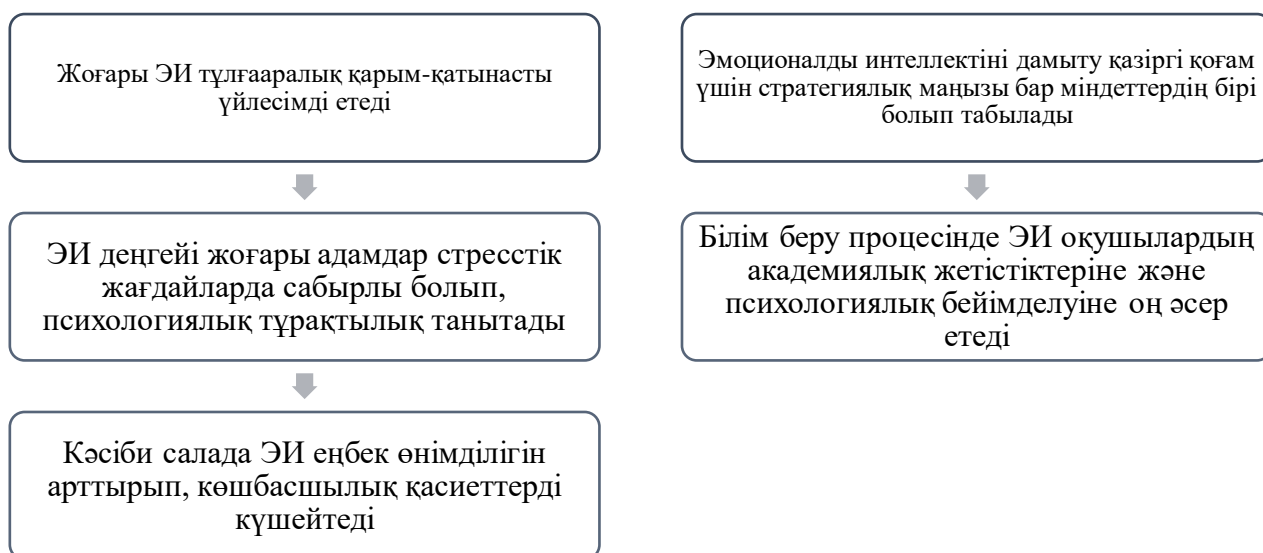 Жоғары ЭИ тұлғааралық қарым-қатынасты
үйлесімді етеді
ЭИ деңгейі жоғары адамдар стресстік
жағдайларда сабырлы болып,
психологиялық тұрақтылық танытады
Кәсіби салада ЭИ еңбек өнімділігін
арттырып, көшбасшылық қасиеттерді
күшейтеді
Эмоционалды интеллектіні дамыту қазіргі қоғам
үшін стратегиялық маңызы бар міндеттердің бірі
болып табылады
Білім беру процесінде ЭИ оқушылардың
академиялық жетістіктеріне және
психологиялық бейімделуіне оң әсер
етеді